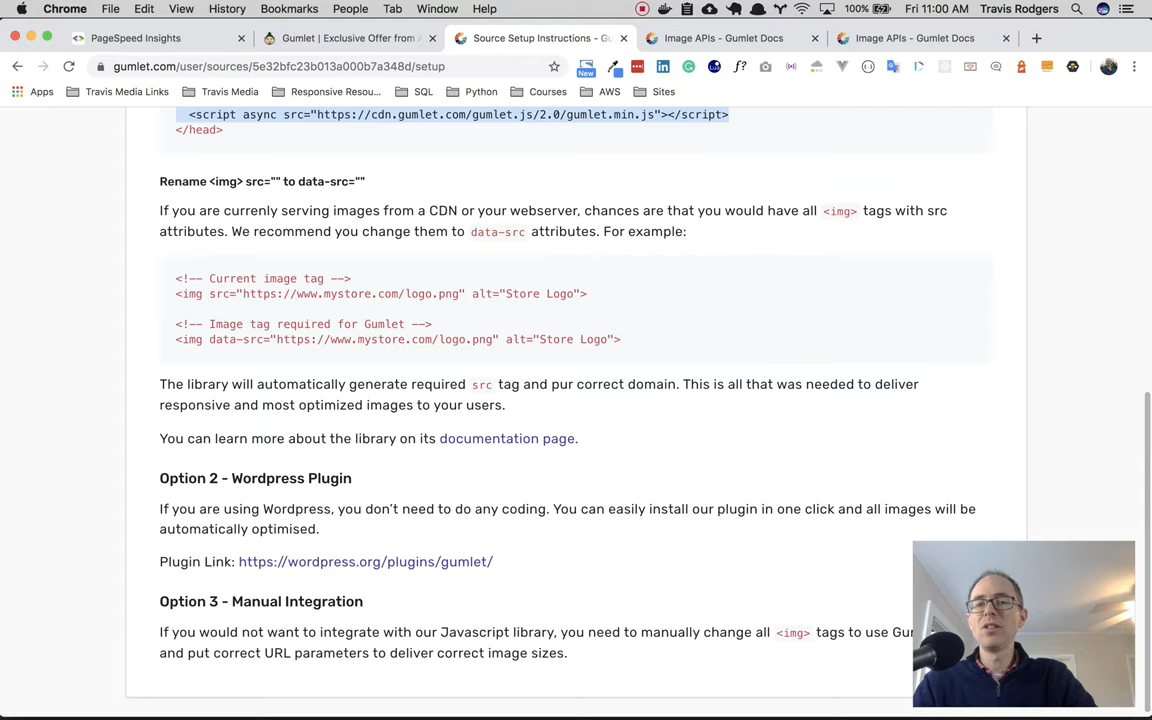 Chrome File Edit View History Bookmarks People Tab Window Help 100% Fri 11:00 AM Travis Rodgers
PageSpeed Insights
Gumlet | Exclusive Offer from A
Source Setup Instructions - Gu
Image APIs - Gumlet Docs
Image APIs - Gumlet Docs
gumlet.com/user/sources/5e32bfc23b013a000b7a348d/setup
New
Apps Travis Media Links Travis Media Responsive Resou... SQL Python Courses AWS Sites
<script async src="https://cdn.gumlet.com/gumlet.js/2.0/gumlet.min.js"></script>
</head>
Rename <img> src="" to data-src=""
If you are currenly serving images from a CDN or your webserver, chances are that you would have all <img> tags with src
attributes. We recommend you change them to data-src attributes. For example:
<!-- Current image tag -->
<img src="https://www.mystore.com/logo.png" alt="Store Logo">
<!-- Image tag required for Gumlet -->
<img data-src="https://www.mystore.com/logo.png" alt="Store Logo">
The library will automatically generate required src tag and pur correct domain. This is all that was needed to deliver
responsive and most optimized images to your users.
You can learn more about the library on its documentation page.
Option 2 - Wordpress Plugin
If you are using Wordpress, you don't need to do any coding. You can easily install our plugin in one click and all images will be
automatically optimised.
Plugin Link: https://wordpress.org/plugins/gumlet/
Option 3 - Manual Integration
If you would not want to integrate with our Javascript library, you need to manually change all <img> tags to use Gu
and put correct URL parameters to deliver correct image sizes.